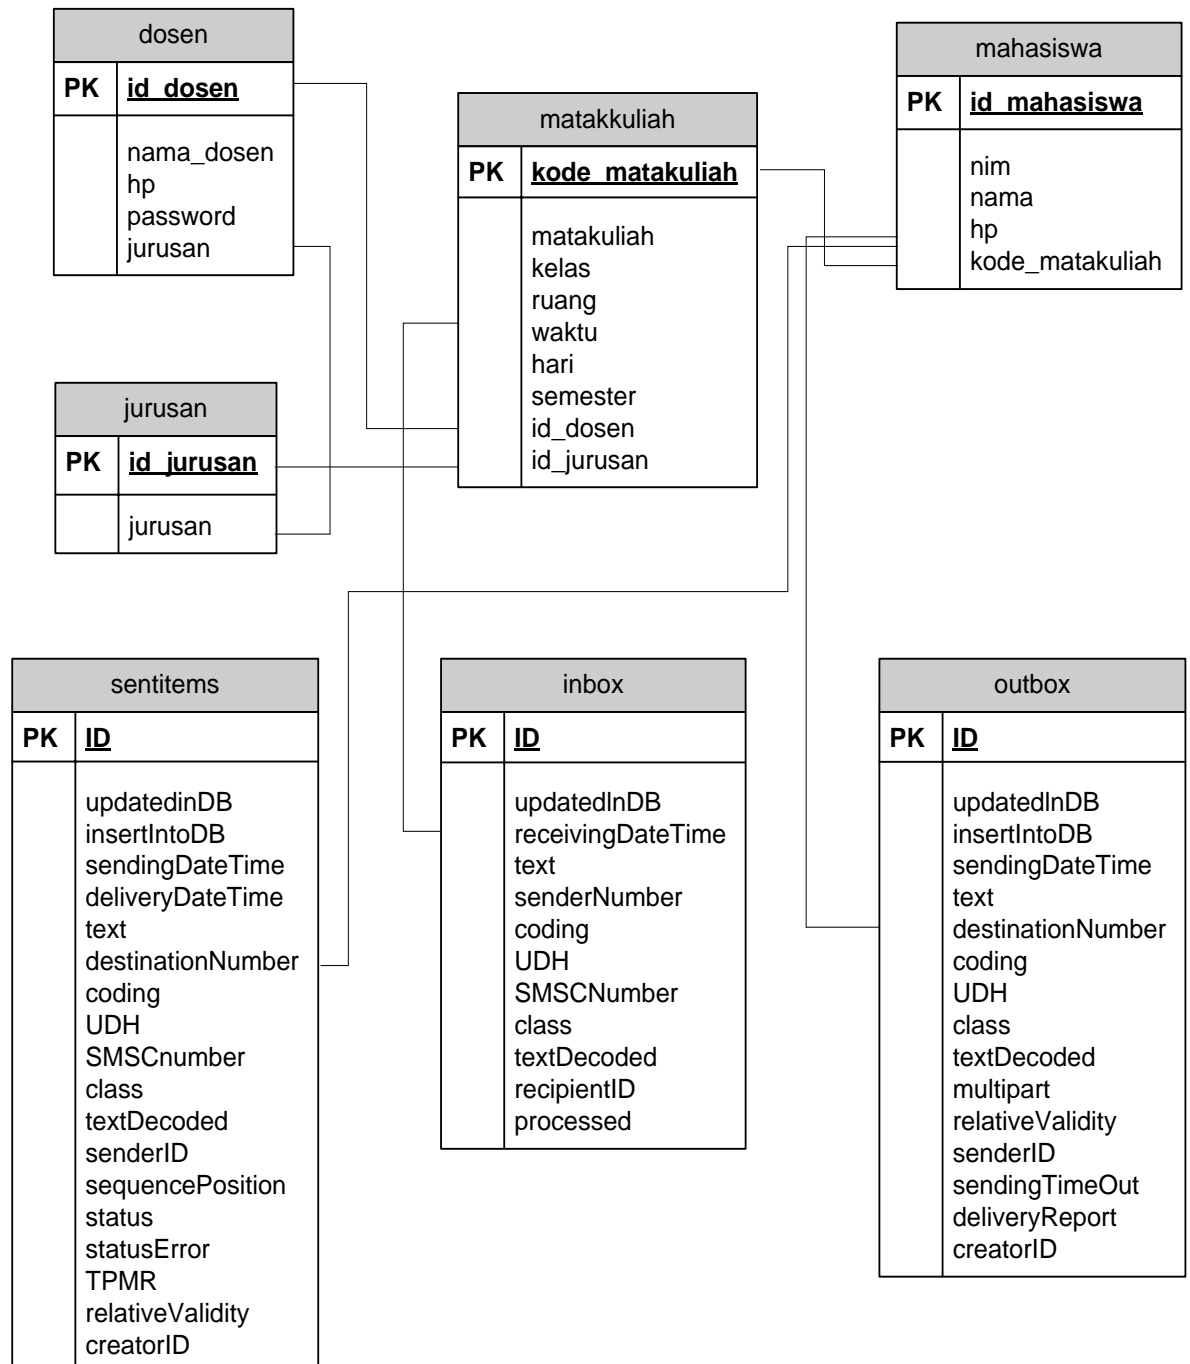 dosen
PK id_dosen
nama_dosen
hp
password
jurusan
matakkuliah
PK kode_matakuliah
matakuliah
kelas
ruang
waktu
hari
semester
id_dosen
id_jurusan
mahasiswa
PK id_mahasiswa
nim
nama
hp
kode_matakuliah
jurusan
PK id_jurusan
jurusan
sentitems
PK ID
updatedinDB
insertIntoDB
sendingDateTime
deliveryDateTime
text
destinationNumber
coding
UDH
SMSCnumber
class
textDecoded
senderID
sequencePosition
status
statusError
TPMR
relativeValidity
creatorID
inbox
PK ID
updatedInDB
receivingDateTime
text
senderNumber
coding
UDH
SMSCNumber
class
textDecoded
recipientID
processed
outbox
PK ID
updatedInDB
insertIntoDB
sendingDateTime
text
destinationNumber
coding
UDH
class
textDecoded
multipart
relativeValidity
senderID
sendingTimeOut
deliveryReport
creatorID